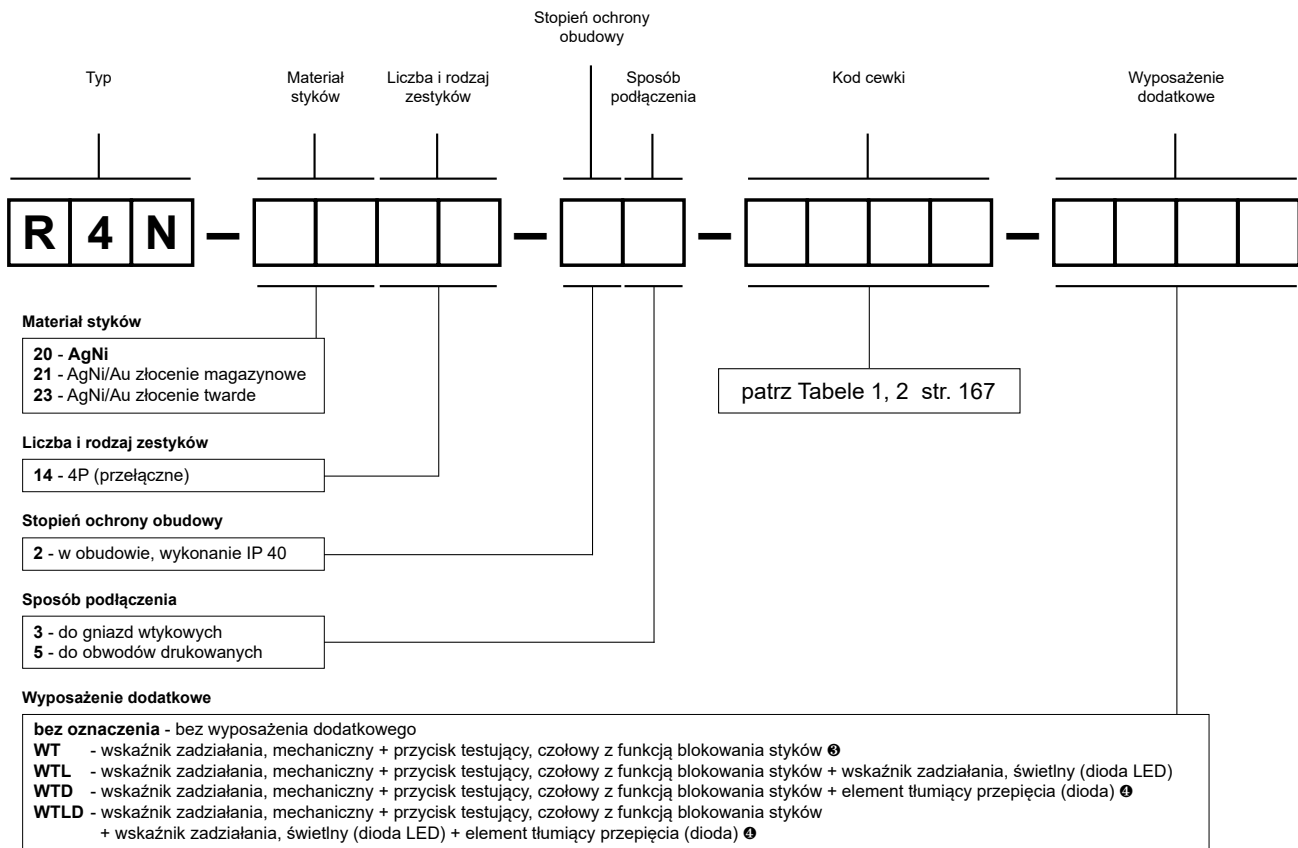 Stopień ochrony
obudowy
Typ
Materiał
styków
Liczba i rodzaj
zestyków
Sposób
podłączenia
Kod cewki
Wyposażenie
dodatkowe
R 4 N – – – –
Materiał styków
20 - AgNi
21 - AgNi/Au złocenie magazynowe
23 - AgNi/Au złocenie twarde
patrz Tabele 1, 2 str. 167
Liczba i rodzaj zestyków
14 - 4P (przełączne)
Stopień ochrony obudowy
2 - w obudowie, wykonanie IP 40
Sposób podłączenia
3 - do gniazd wtykowych
5 - do obwodów drukowanych
Wyposażenie dodatkowe
bez oznaczenia - bez wyposażenia dodatkowego
WT - wskaźnik zadziałania, mechaniczny + przycisk testujący, czołowy z funkcją blokowania styków ❸
WTL - wskaźnik zadziałania, mechaniczny + przycisk testujący, czołowy z funkcją blokowania styków + wskaźnik zadziałania, świetlny (dioda LED)
WTD - wskaźnik zadziałania, mechaniczny + przycisk testujący, czołowy z funkcją blokowania styków + element tłumiący przepięcia (dioda) ❹
WTLD - wskaźnik zadziałania, mechaniczny + przycisk testujący, czołowy z funkcją blokowania styków
+ wskaźnik zadziałania, świetlny (dioda LED) + element tłumiący przepięcia (dioda) ❹